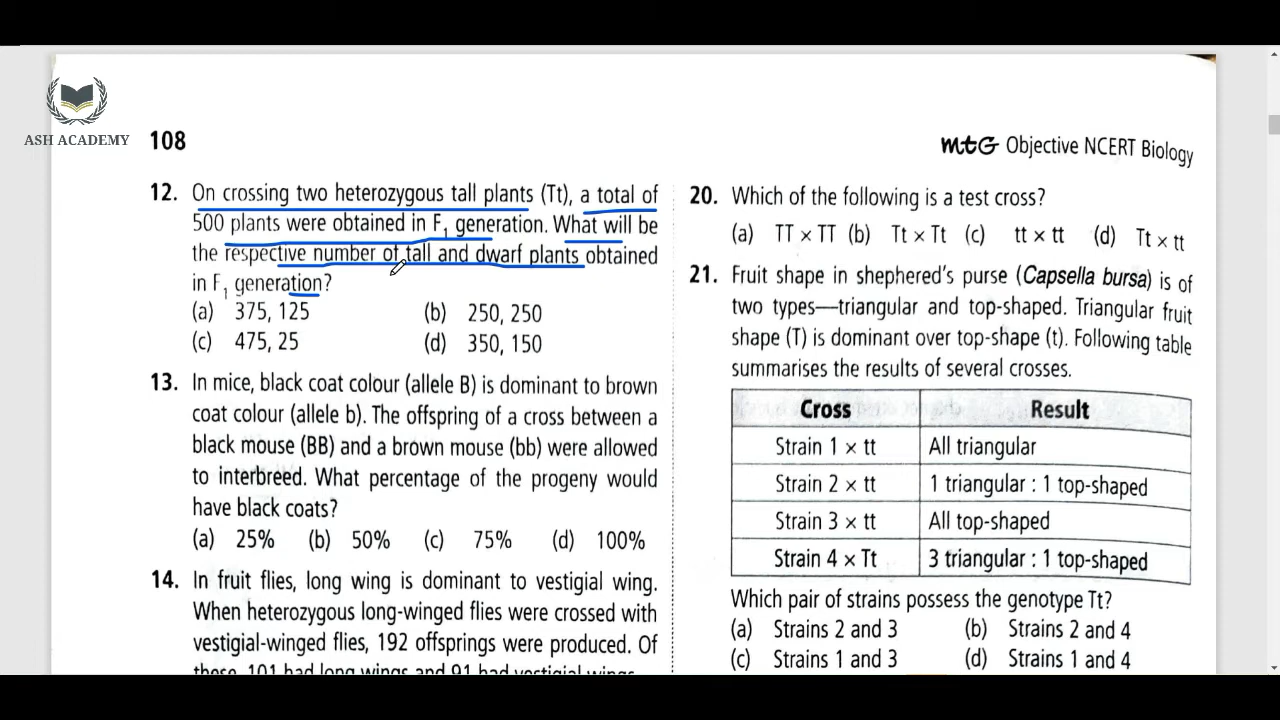 ASH ACADEMY
108
mtG Objective NCERT Biology
12. On crossing two heterozygous tall plants (Tt), a total of
500 plants were obtained in F1 generation. What will be
the respective number of tall and dwarf plants obtained
in F1 generation?
(a) 375, 125 (b) 250, 250
(c) 475, 25 (d) 350, 150
13. In mice, black coat colour (allele B) is dominant to brown
coat colour (allele b). The offspring of a cross between a
black mouse (BB) and a brown mouse (bb) were allowed
to interbreed. What percentage of the progeny would
have black coats?
(a) 25% (b) 50% (c) 75% (d) 100%
14. In fruit flies, long wing is dominant to vestigial wing.
When heterozygous long-winged flies were crossed with
vestigial-winged flies, 192 offsprings were produced. Of
these, 101 had long wings and 91 had vestigial wings.
20. Which of the following is a test cross?
(a) TT × TT (b) Tt × Tt (c) tt × tt (d) Tt × tt
21. Fruit shape in shephered's purse (Capsella bursa) is of
two types—triangular and top-shaped. Triangular fruit
shape (T) is dominant over top-shape (t). Following table
summarises the results of several crosses.
Cross Result
Strain 1 × tt All triangular
Strain 2 × tt 1 triangular : 1 top-shaped
Strain 3 × tt All top-shaped
Strain 4 × Tt 3 triangular : 1 top-shaped
Which pair of strains possess the genotype Tt?
(a) Strains 2 and 3 (b) Strains 2 and 4
(c) Strains 1 and 3 (d) Strains 1 and 4